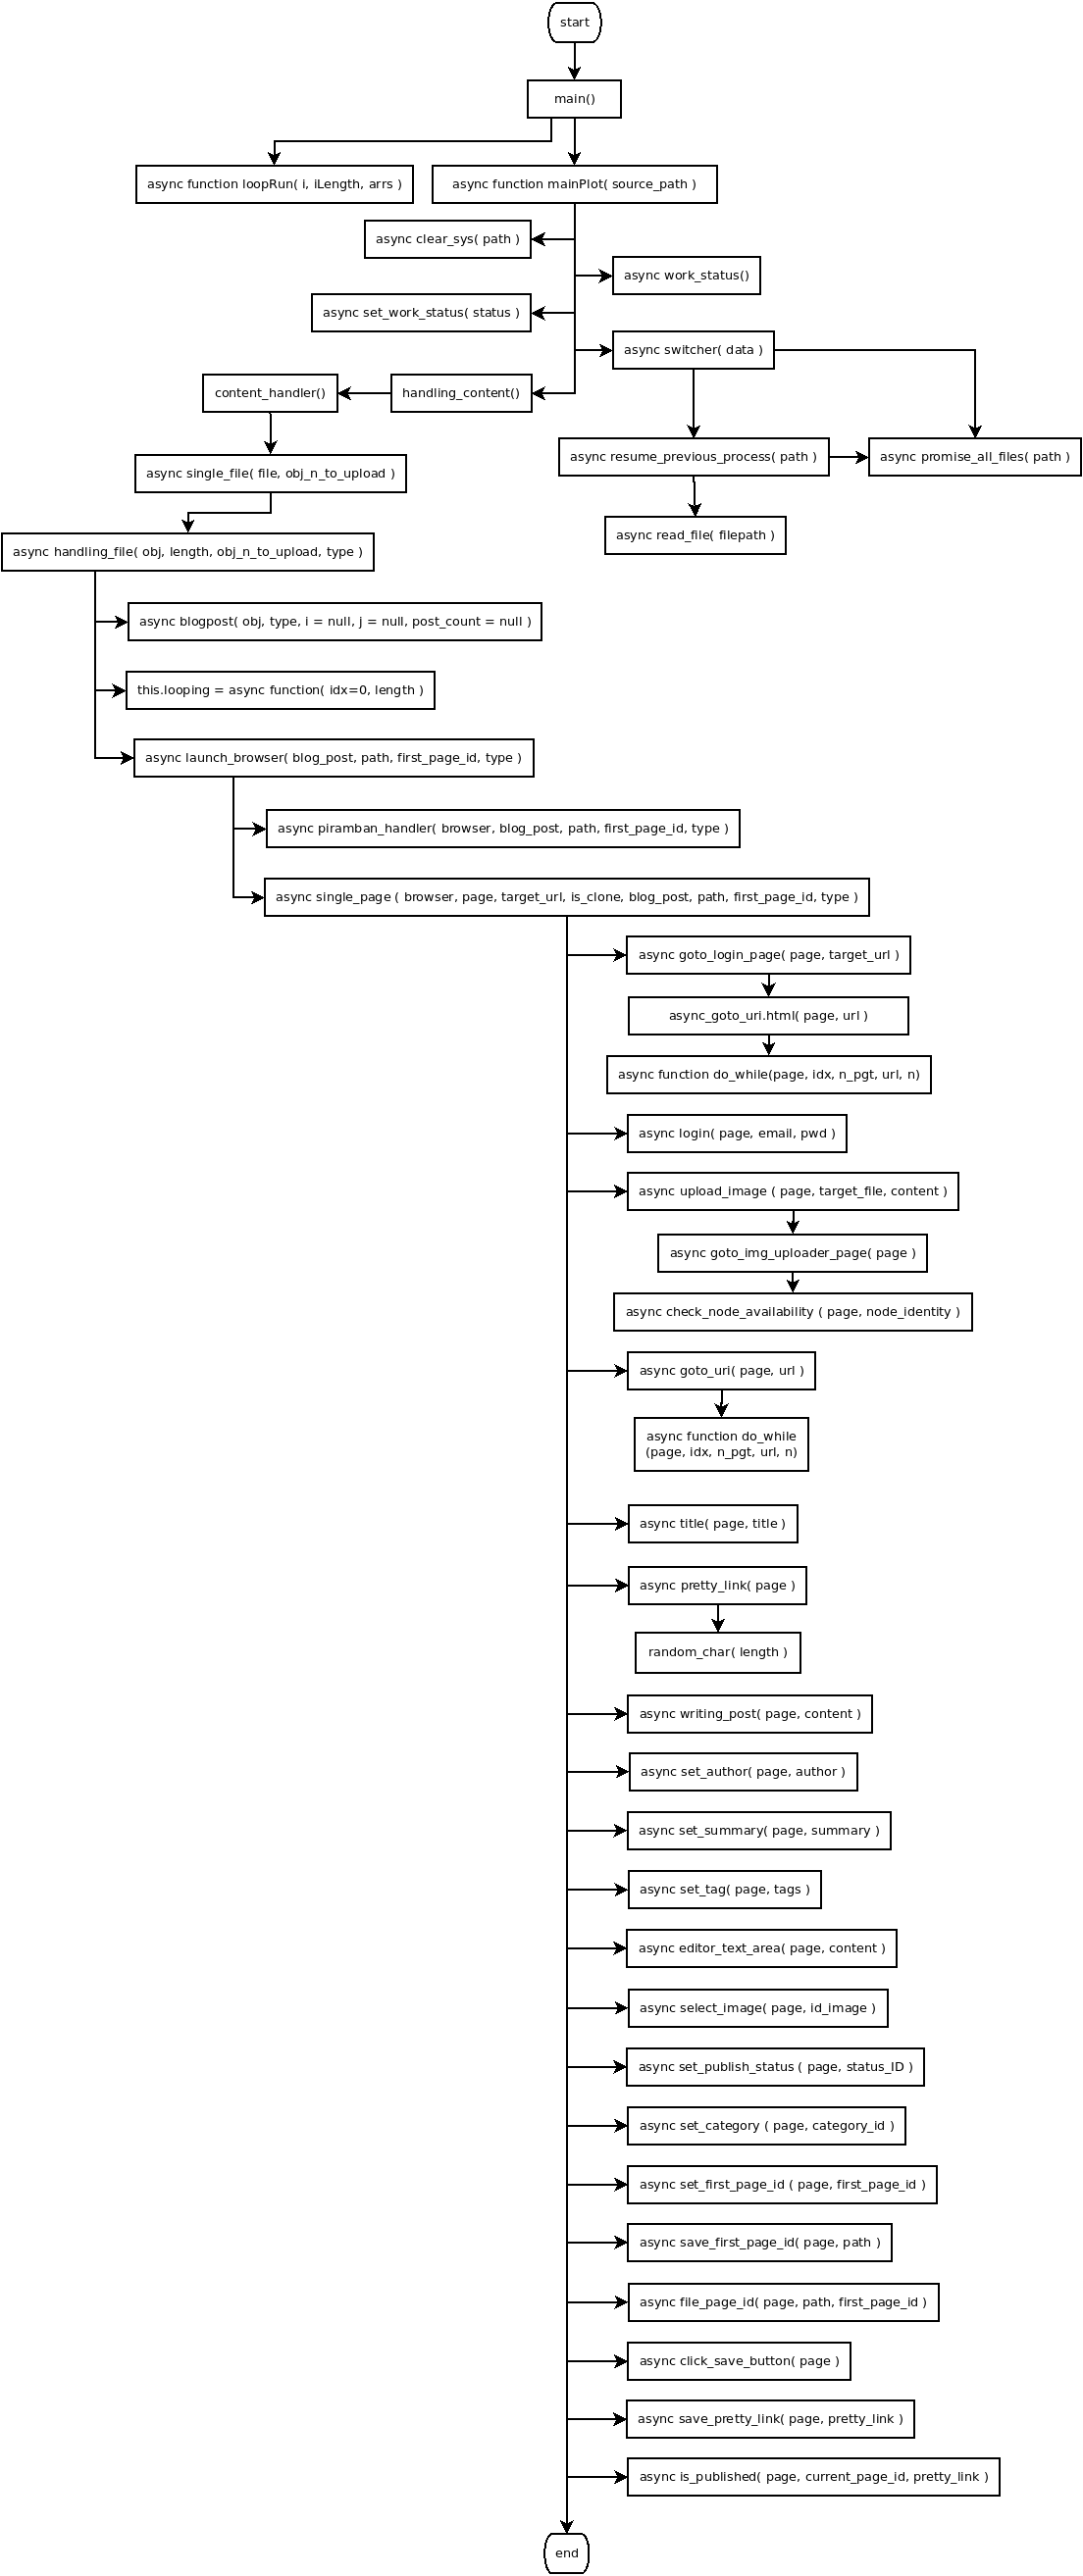 start
main()
async function loopRun( i, iLength, arrs )
async function mainPlot( source_path )
async clear_sys( path )
async work_status()
async set_work_status( status )
async switcher( data )
content_handler()
handling_content()
async resume_previous_process( path )
async promise_all_files( path )
async single_file( file, obj_n_to_upload )
async read_file( filepath )
async handling_file( obj, length, obj_n_to_upload, type )
async blogpost( obj, type, i = null, j = null, post_count = null )
this.looping = async function( idx=0, length )
async launch_browser( blog_post, path, first_page_id, type )
async piramban_handler( browser, blog_post, path, first_page_id, type )
async single_page ( browser, page, target_url, is_clone, blog_post, path, first_page_id, type )
async goto_login_page( page, target_url )
async_goto_uri.html( page, url )
async function do_while(page, idx, n_pgt, url, n)
async login( page, email, pwd )
async upload_image ( page, target_file, content )
async goto_img_uploader_page( page )
async check_node_availability ( page, node_identity )
async goto_uri( page, url )
async function do_while
(page, idx, n_pgt, url, n)
async title( page, title )
async pretty_link( page )
random_char( length )
async writing_post( page, content )
async set_author( page, author )
async set_summary( page, summary )
async set_tag( page, tags )
async editor_text_area( page, content )
async select_image( page, id_image )
async set_publish_status ( page, status_ID )
async set_category ( page, category_id )
async set_first_page_id ( page, first_page_id )
async save_first_page_id( page, path )
async file_page_id( page, path, first_page_id )
async click_save_button( page )
async save_pretty_link( page, pretty_link )
async is_published( page, current_page_id, pretty_link )
end